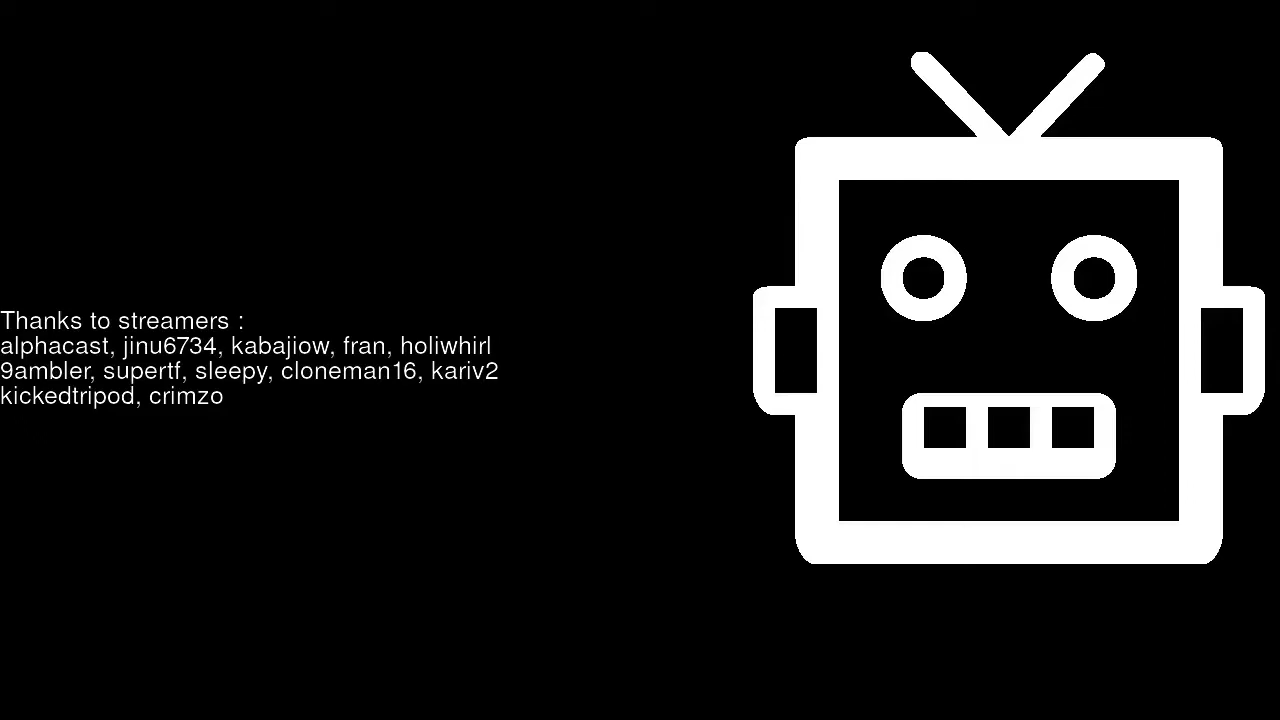 Thanks to streamers :
alphacast, jinu6734, kabajiow, fran, holiwhirl
9ambler, supertf, sleepy, cloneman16, kariv2
kickedtripod, crimzo